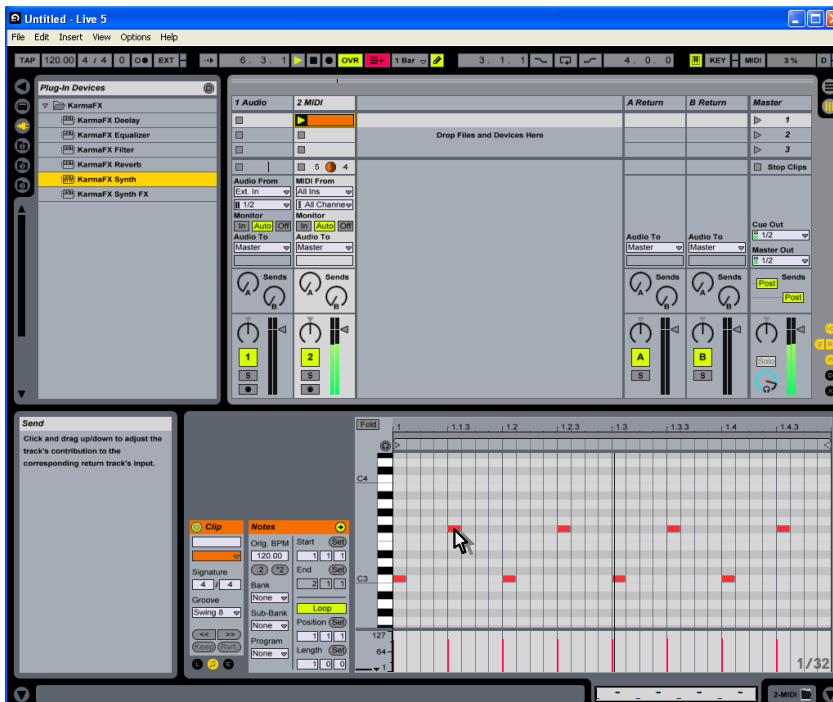 Untitled - Live 5
File Edit Insert View Options Help
TAP 120.00 4 / 4 0 EXT 6. 3. 1 OVR 1 Bar 3. 1. 1 4. 0. 0 KEY MIDI 3 % D
Plug-In Devices
KarmaFX
KarmaFX Deelay
KarmaFX Equalizer
KarmaFX Filter
KarmaFX Reverb
KarmaFX Synth
KarmaFX Synth FX
1 Audio 2 MIDI A Return B Return Master
1
Drop Files and Devices Here 2
3
5 4 Stop Clips
Audio From MIDI From
Ext. In All Ins
1/2 All Channe
Monitor Monitor
In Auto Off In Auto Off
Audio To Audio To Audio To Audio To
Master Master Master Master
Cue Out
1/2
Master Out
1/2
Sends Sends Sends Sends Sends
A A A A Post
B B B B Post
1 2 A B Solo
S S S S
Send
Click and drag up/down to adjust the
track's contribution to the
corresponding return track's input.
Clip
Signature
4 / 4
Groove
Swing 8
<< >>
Keep Rvrt.
L E
Notes
Orig. BPM
120.00
:2 *2
Bank
None
Sub-Bank
None
Program
None
Start Set
1 1 1
End Set
2 1 1
Loop
Position Set
1 1 1
Length Set
1 0 0
Fold 1 1.1.3 1.2 1.2.3 1.3 1.3.3 1.4 1.4.3
C4
C3
127
64
1
1/32
2-MIDI